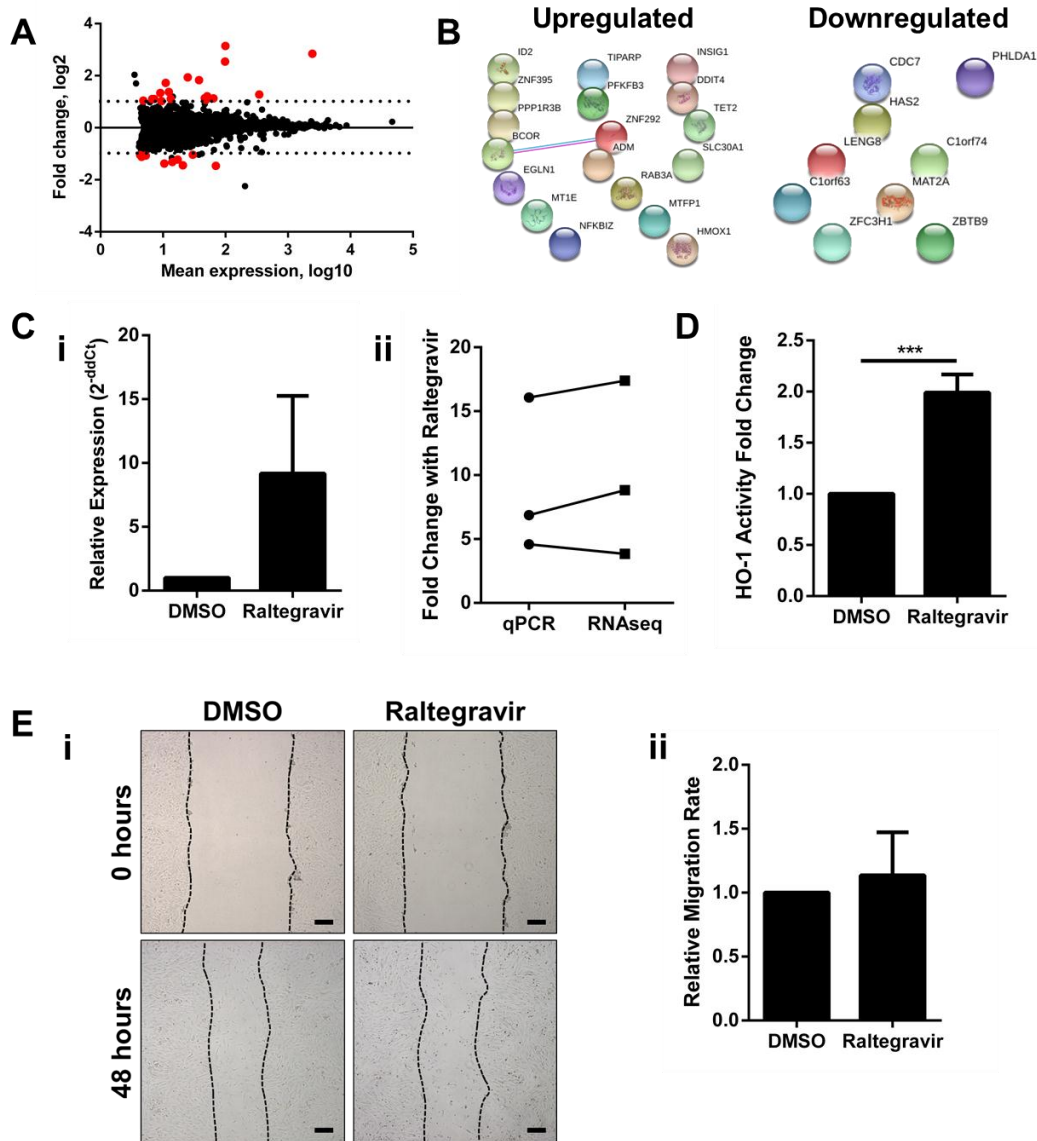 A
Fold change, log2
4
2
0
-2
-4
0
1
2
3
4
5
Mean expression, log10
B
Upregulated
ID2
ZNF395
PPP1R3B
BCOR
EGLN1
MT1E
NFKBIZ
TIPARP
PFKFB3
ZNF292
ADM
RAB3A
MTFP1
INSIG1
DDIT4
TET2
SLC30A1
HMOX1
Downregulated
CDC7
PHLDA1
HAS2
LENG8
C1orf74
C1orf63
MAT2A
ZFC3H1
ZBTB9
C
i
Relative Expression (2^-ddCt)
20
15
10
5
0
DMSO Raltegravir
ii
Fold Change with Raltegravir
20
15
10
5
0
qPCR RNAseq
D
HO-1 Activity Fold Change
2.5
2.0
1.5
1.0
0.5
0.0
***
DMSO Raltegravir
E
i
DMSO Raltegravir
0 hours
48 hours
ii
Relative Migration Rate
2.0
1.5
1.0
0.5
0.0
DMSO Raltegravir